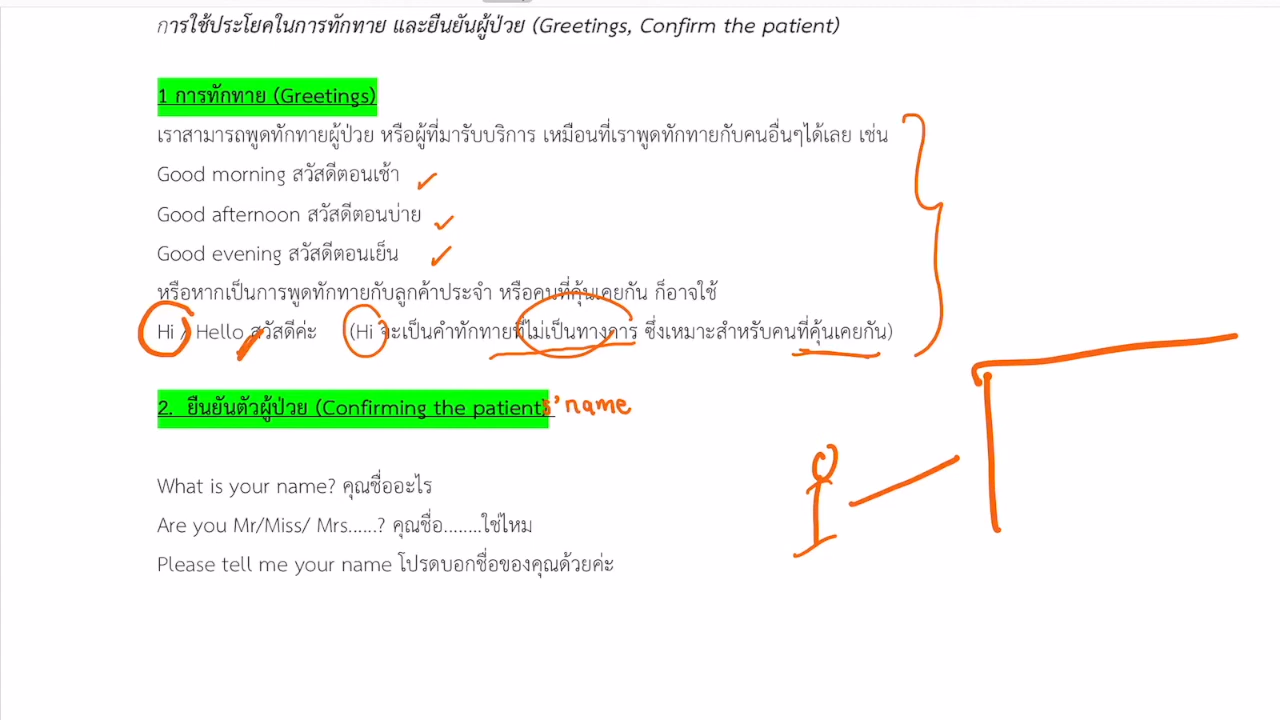 การใช้ประโยคในการทักทาย และยืนยันผู้ป่วย (Greetings, Confirm the patient)
1 การทักทาย (Greetings)
เราสามารถพูดทักทายผู้ป่วย หรือผู้ที่มารับบริการ เหมือนที่เราพูดทักทายกับคนอื่นๆได้เลย เช่น
Good morning สวัสดีตอนเช้า
Good afternoon สวัสดีตอนบ่าย
Good evening สวัสดีตอนเย็น
หรือหากเป็นการพูดทักทายกับลูกค้าประจำ หรือคนที่คุ้นเคยกัน ก็อาจใช้
Hi / Hello สวัสดีค่ะ (Hi จะเป็นคำทักทายที่ไม่เป็นทางการ ซึ่งเหมาะสำหรับคนที่คุ้นเคยกัน)
2. ยืนยันตัวผู้ป่วย (Confirming the patient)s' name
What is your name? คุณชื่ออะไร
Are you Mr/Miss/ Mrs......? คุณชื่อ........ใช่ไหม
Please tell me your name โปรดบอกชื่อของคุณด้วยค่ะ